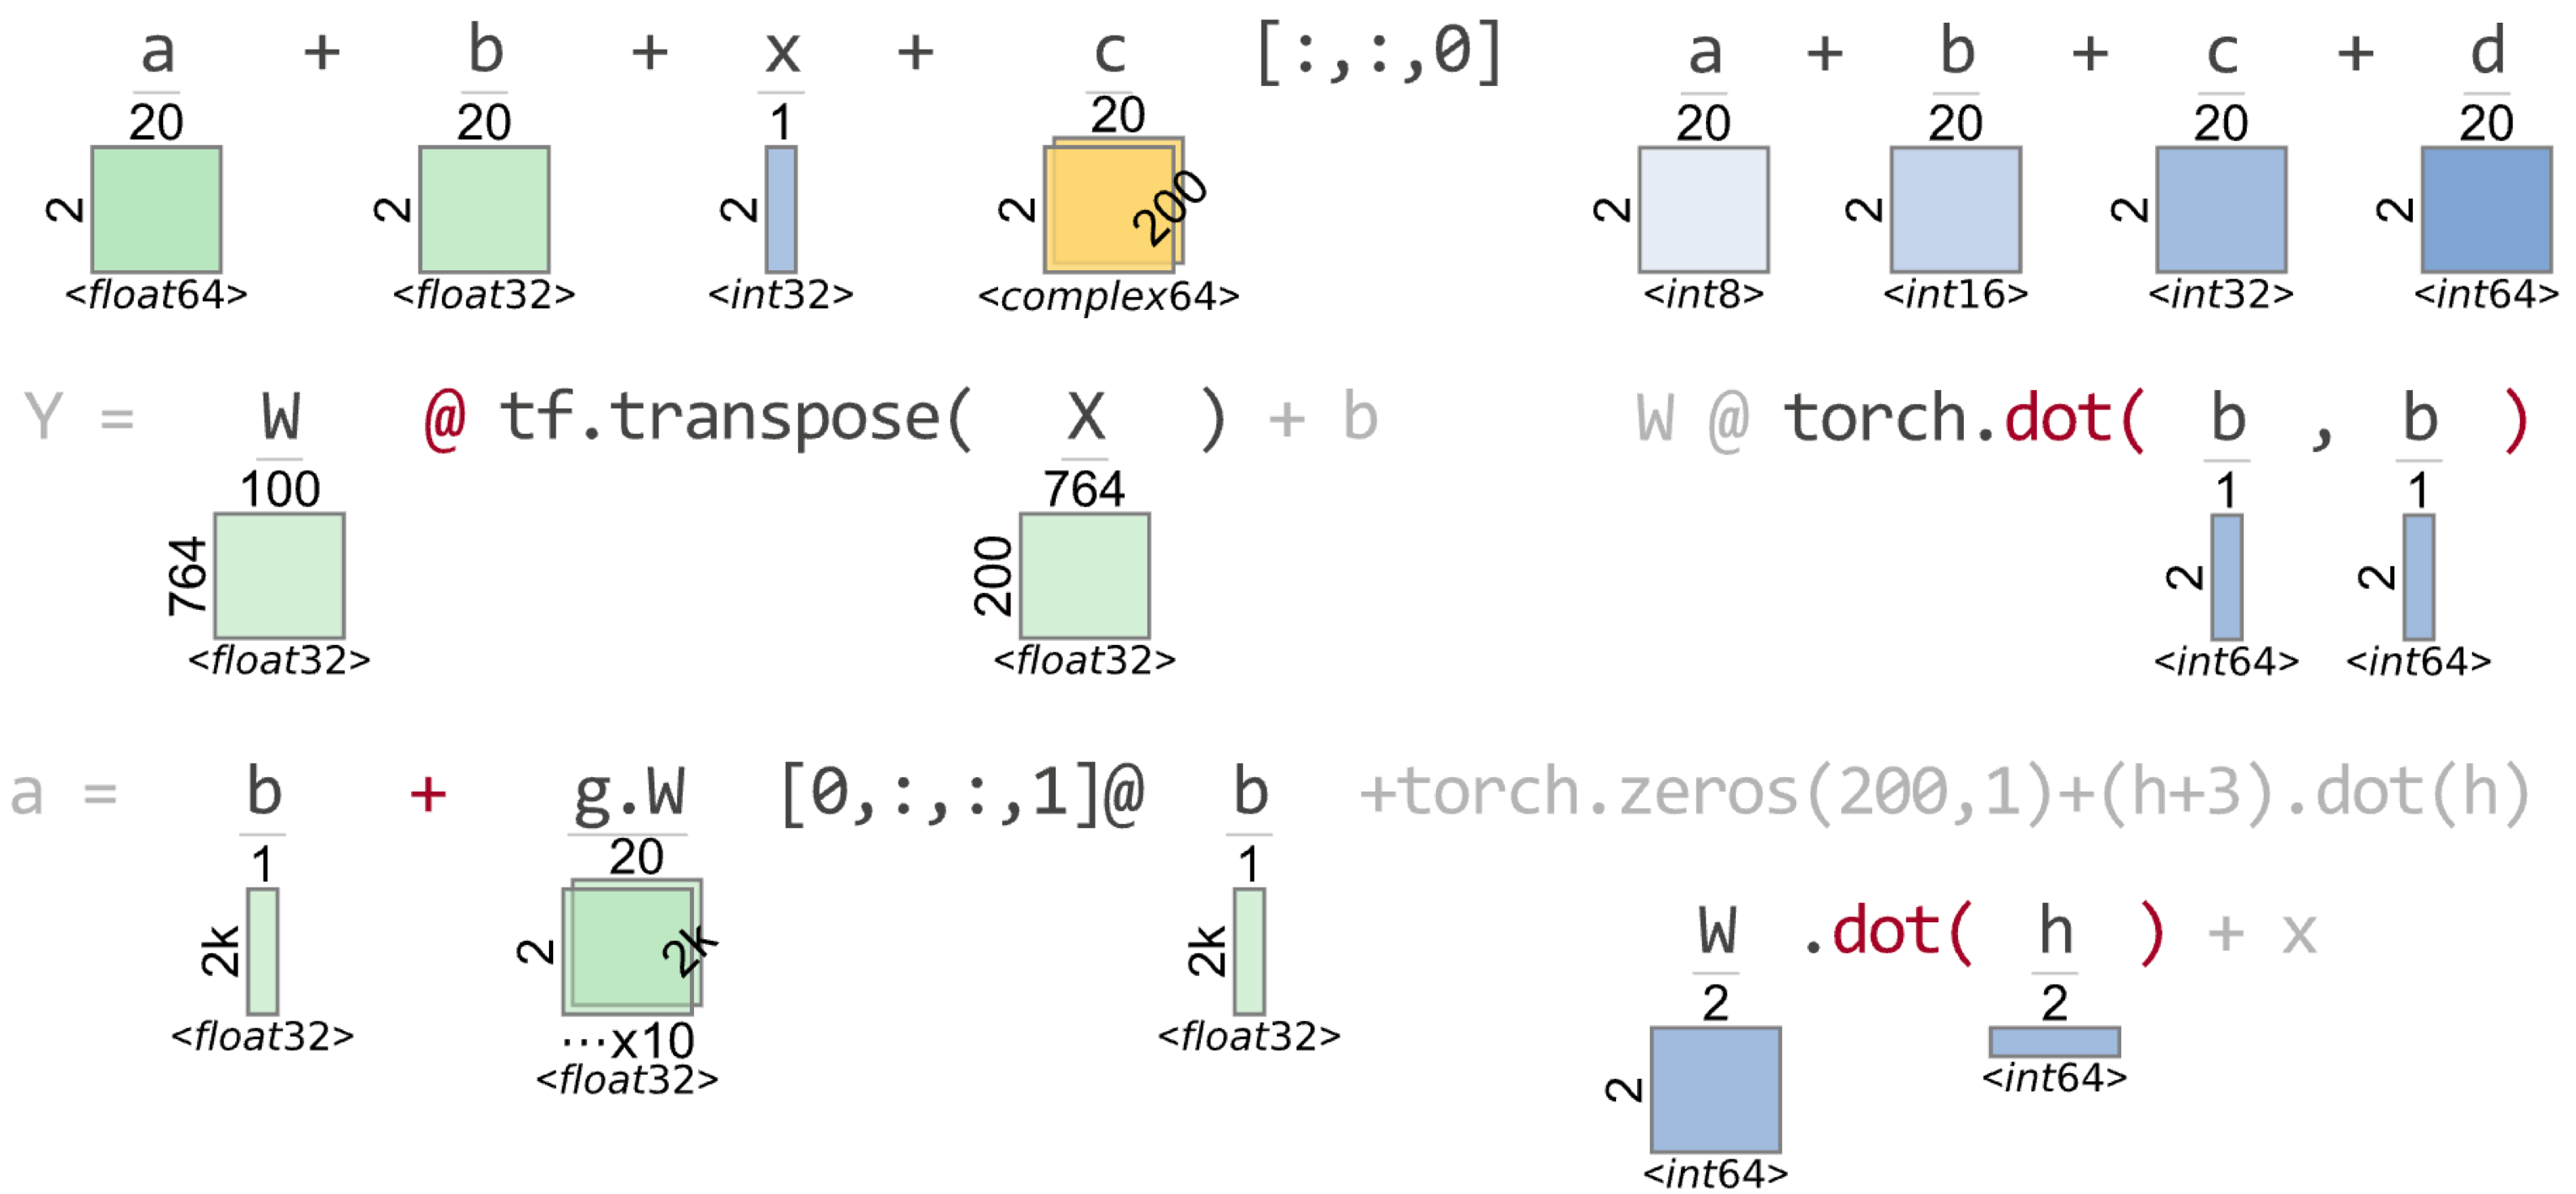 a + b + x + c [:,:,0]
20 20 1 20
2 2 2 2 200
<float64> <float32> <int32> <complex64>
a + b + c + d
20 20 20 20
2 2 2 2
<int8> <int16> <int32> <int64>
Y = W @ tf.transpose( X ) + b
100 764
764 200
<float32> <float32>
W @ torch.dot( b , b )
1 1
2 2
<int64> <int64>
a = b + g.W [0,:,:,1]@ b +torch.zeros(200,1)+(h+3).dot(h)
1 20 1
2k 2 2k 2k
…x10
<float32> <float32> <float32>
W .dot( h ) + x
2 2
2
<int64> <int64>